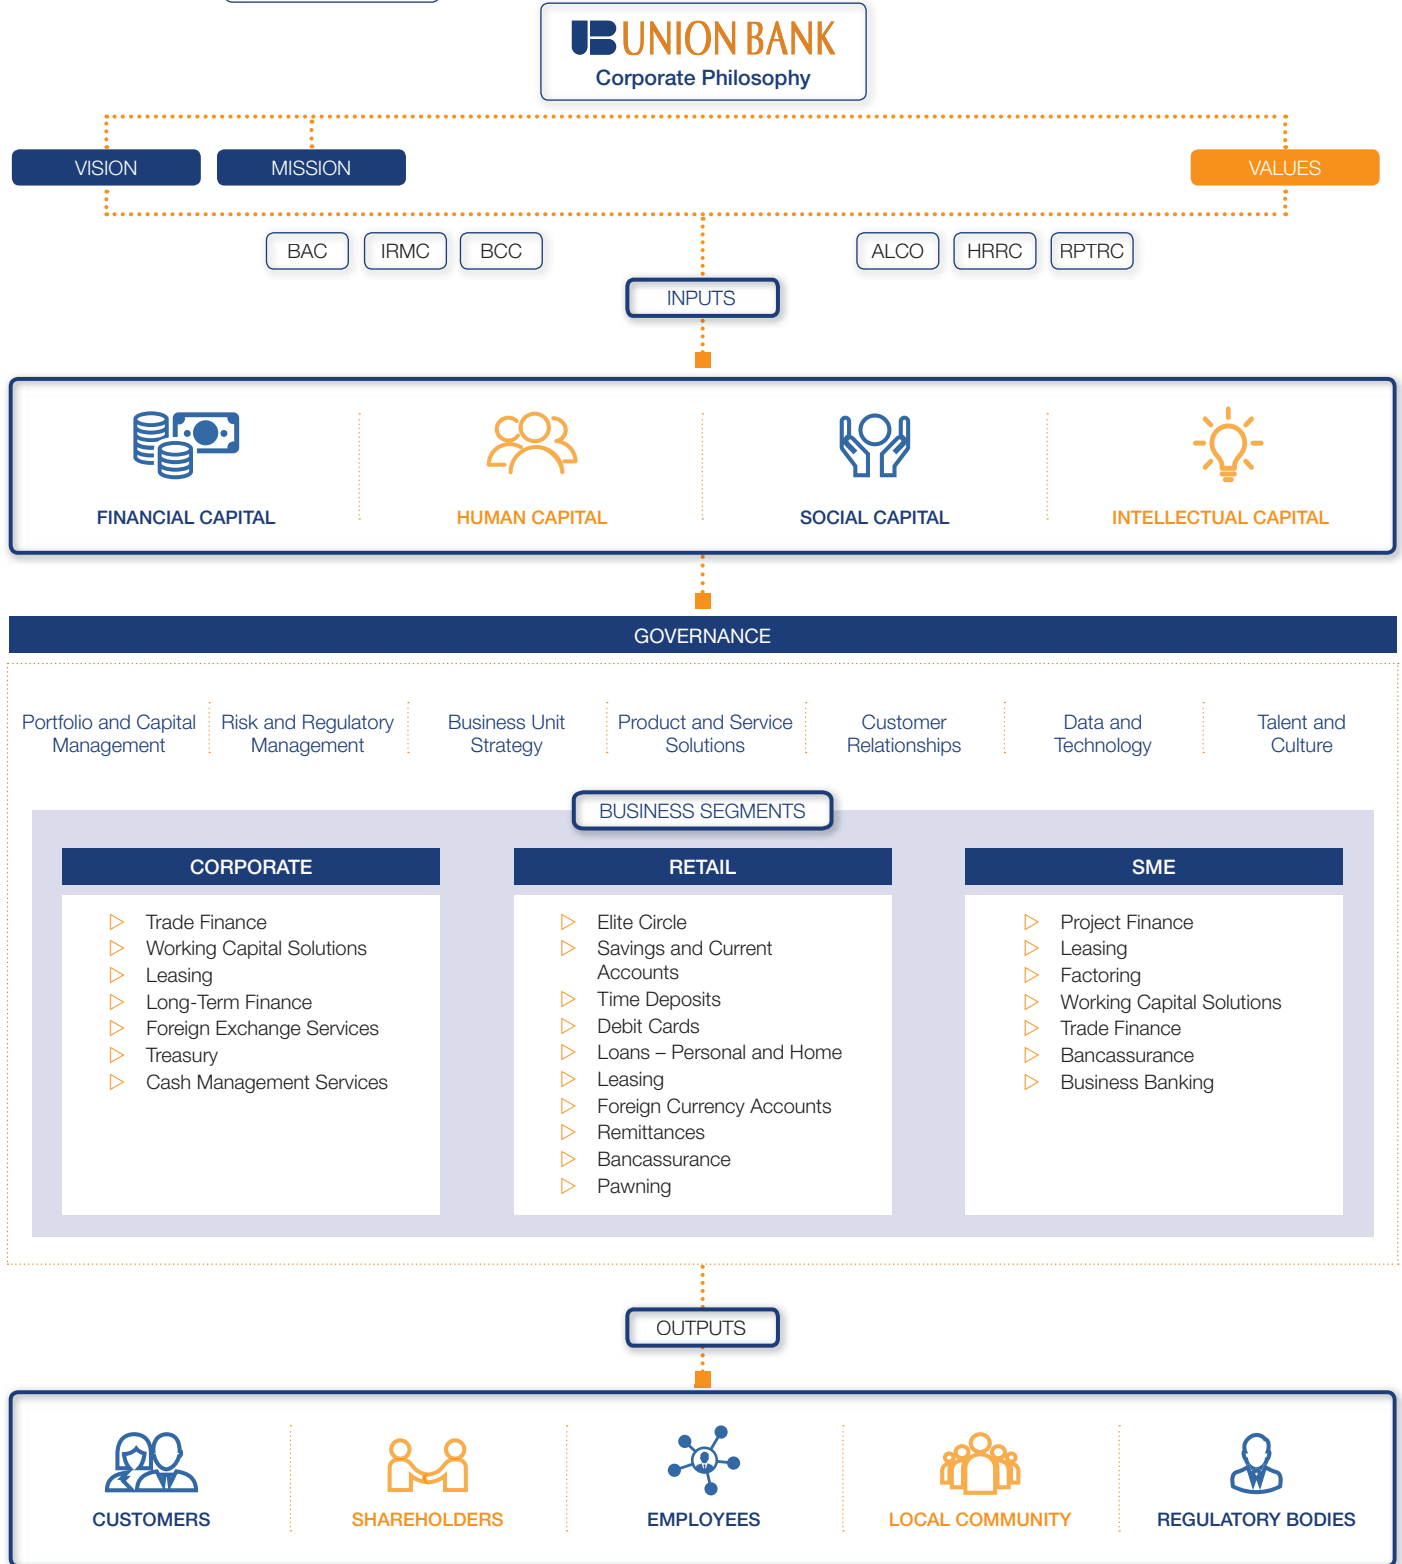 UB UNION BANK
Corporate Philosophy
VISION
MISSION
VALUES
BAC
IRMC
BCC
ALCO
HRRC
RPTRC
INPUTS
FINANCIAL CAPITAL
HUMAN CAPITAL
SOCIAL CAPITAL
INTELLECTUAL CAPITAL
GOVERNANCE
Portfolio and Capital
Management
Risk and Regulatory
Management
Business Unit
Strategy
Product and Service
Solutions
Customer
Relationships
Data and
Technology
Talent and
Culture
BUSINESS SEGMENTS
CORPORATE
Trade Finance
Working Capital Solutions
Leasing
Long-Term Finance
Foreign Exchange Services
Treasury
Cash Management Services
RETAIL
Elite Circle
Savings and Current
Accounts
Time Deposits
Debit Cards
Loans – Personal and Home
Leasing
Foreign Currency Accounts
Remittances
Bancassurance
Pawning
SME
Project Finance
Leasing
Factoring
Working Capital Solutions
Trade Finance
Bancassurance
Business Banking
OUTPUTS
CUSTOMERS
SHAREHOLDERS
EMPLOYEES
LOCAL COMMUNITY
REGULATORY BODIES